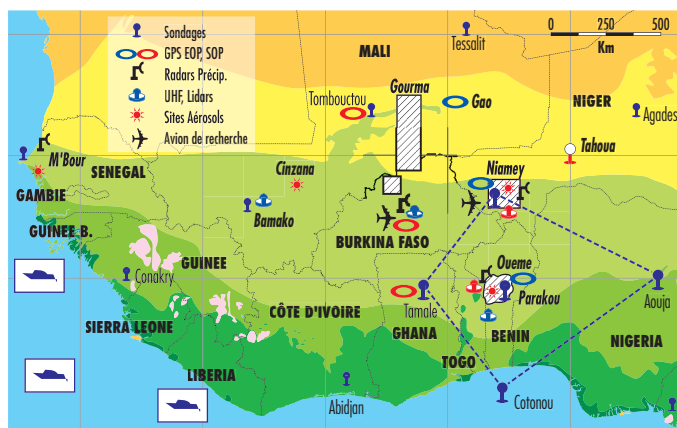 Sondages
GPS EOP, SOP
Radars Précip.
UHF, Lidars
Sites Aérosols
Avion de recherche
0 250 500
Km
Tessalit
MALI
Gourma
Tombouctou
Gao
NIGER
Agades
Tahoua
M'Bour
SENEGAL
Cinzana
Niamey
GAMBIE
Bamako
GUINEE B.
BURKINA FASO
GUINEE
Conakry
Oueme
Parakou
Aouja
Tamale
CÔTE D'IVOIRE
SIERRA LEONE
GHANA
BENIN
NIGERIA
TOGO
LIBERIA
Abidjan
Cotonou